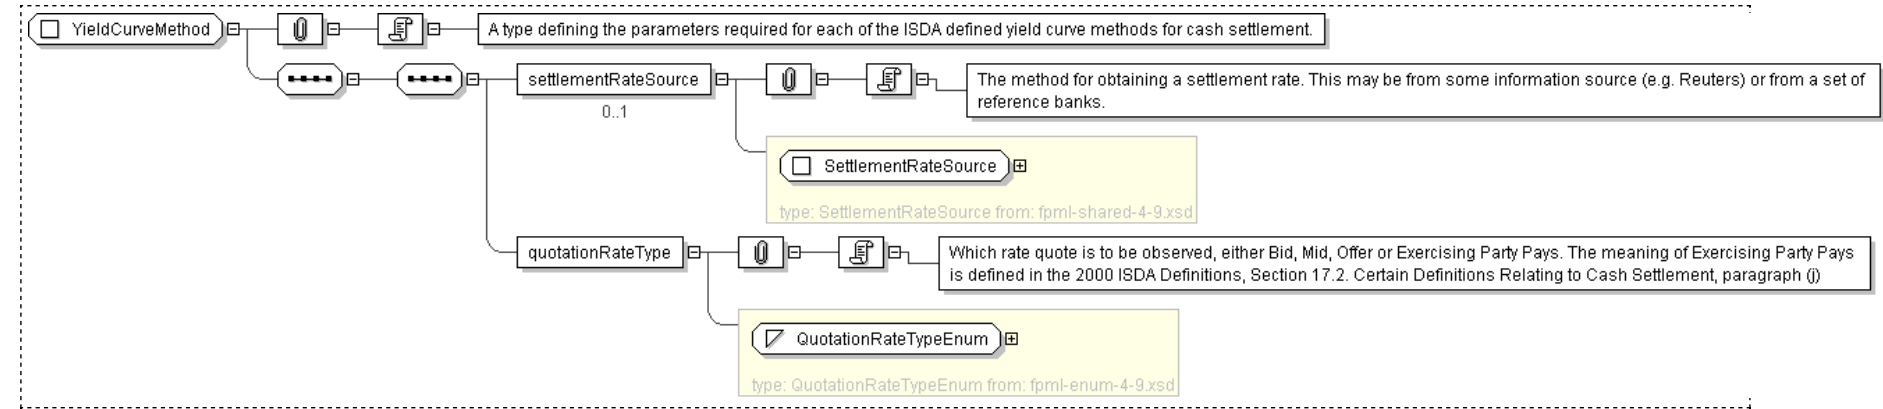 YieldCurveMethod
A type defining the parameters required for each of the ISDA defined yield curve methods for cash settlement.
settlementRateSource
0..1
The method for obtaining a settlement rate. This may be from some information source (e.g. Reuters) or from a set of
reference banks.
SettlementRateSource
type: SettlementRateSource from: fpml-shared-4-9.xsd
quotationRateType
Which rate quote is to be observed, either Bid, Mid, Offer or Exercising Party Pays. The meaning of Exercising Party Pays
is defined in the 2000 ISDA Definitions, Section 17.2. Certain Definitions Relating to Cash Settlement, paragraph (j)
QuotationRateTypeEnum
type: QuotationRateTypeEnum from: fpml-enum-4-9.xsd